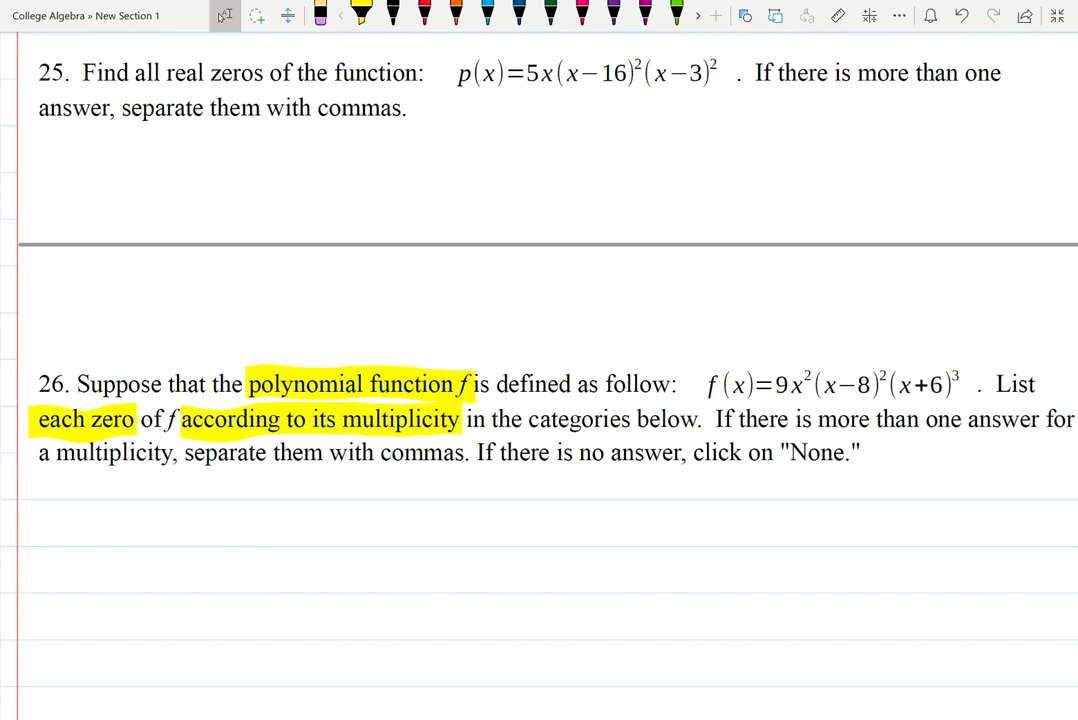 College Algebra » New Section 1
25. Find all real zeros of the function: p(x)=5x(x−16)²(x−3)² . If there is more than one
answer, separate them with commas.
26. Suppose that the polynomial function f is defined as follow: f(x)=9x²(x−8)²(x+6)³ . List
each zero of f according to its multiplicity in the categories below. If there is more than one answer for
a multiplicity, separate them with commas. If there is no answer, click on "None."